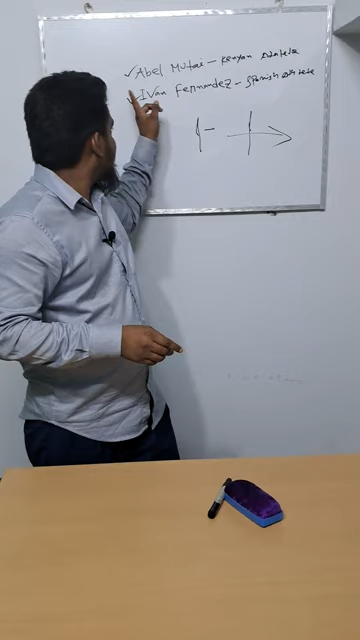 ✓ Abel Mutai - Kenyan athlete
✓ Ivan Fernandez - Spanish athlete